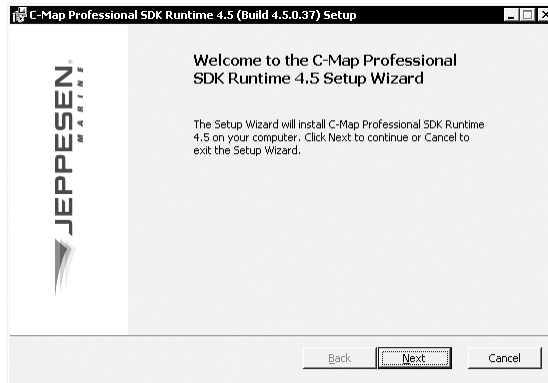 C-Map Professional SDK Runtime 4.5 (Build 4.5.0.37) Setup
JEPPESEN.
MARINE
Welcome to the C-Map Professional
SDK Runtime 4.5 Setup Wizard
The Setup Wizard will install C-Map Professional SDK Runtime
4.5 on your computer. Click Next to continue or Cancel to
exit the Setup Wizard.
Back
Next
Cancel